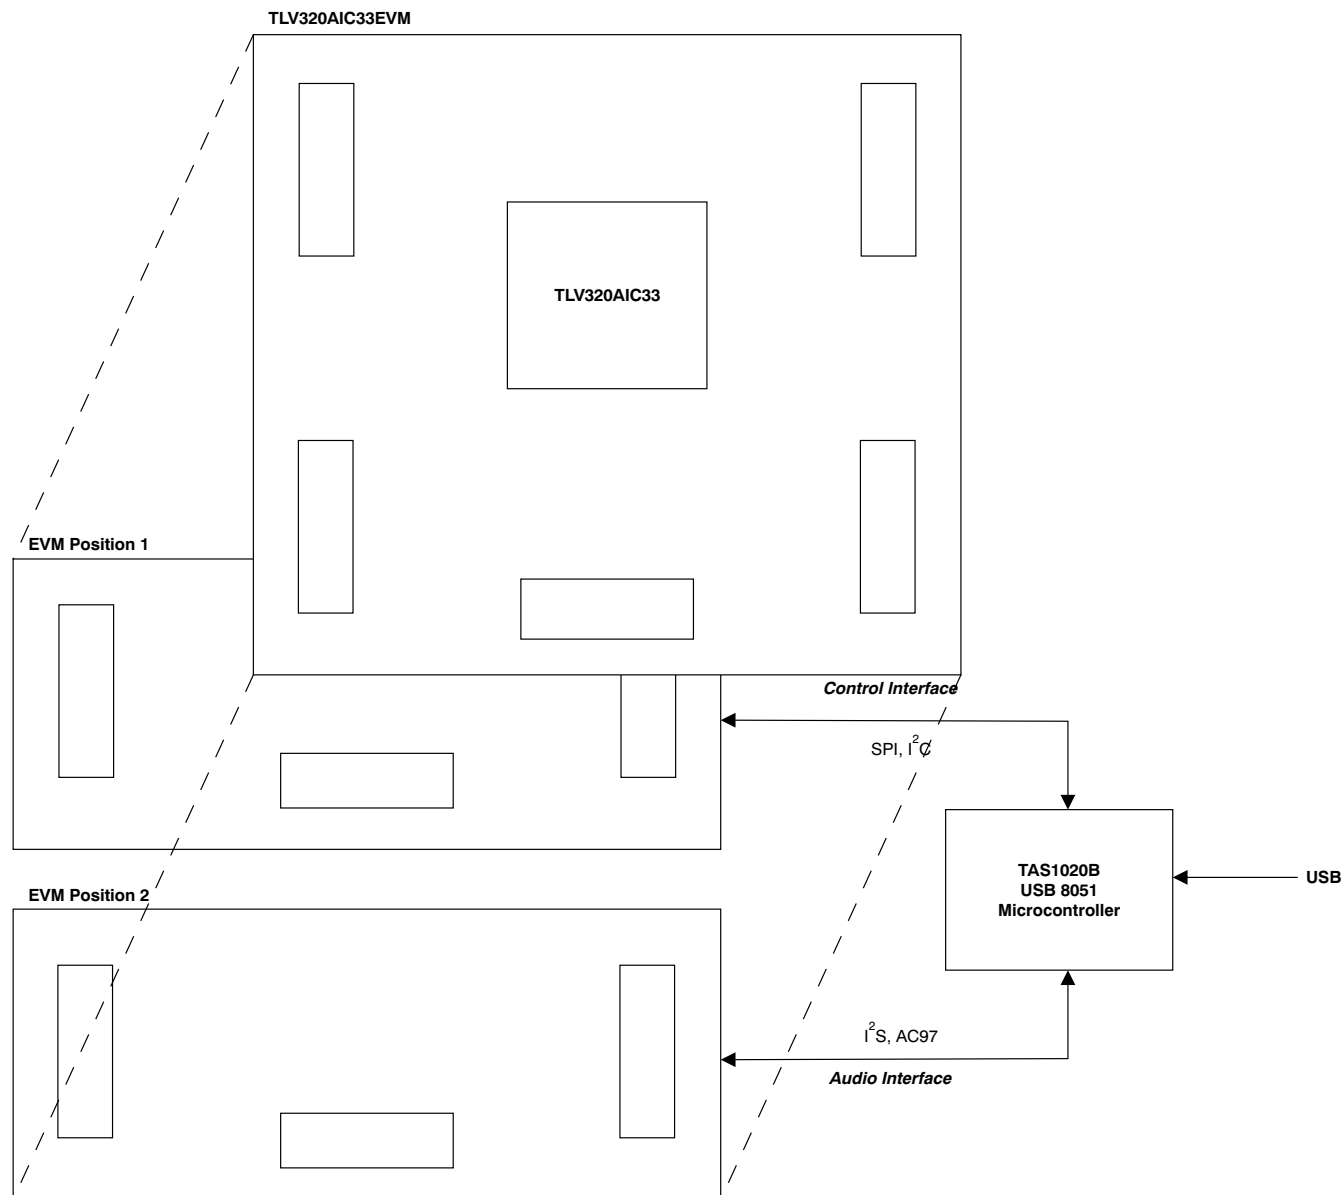 TLV320AIC33EVM
TLV320AIC33
EVM Position 1
Control Interface
SPI, I²C
TAS1020B
USB 8051
Microcontroller
USB
EVM Position 2
I²S, AC97
Audio Interface